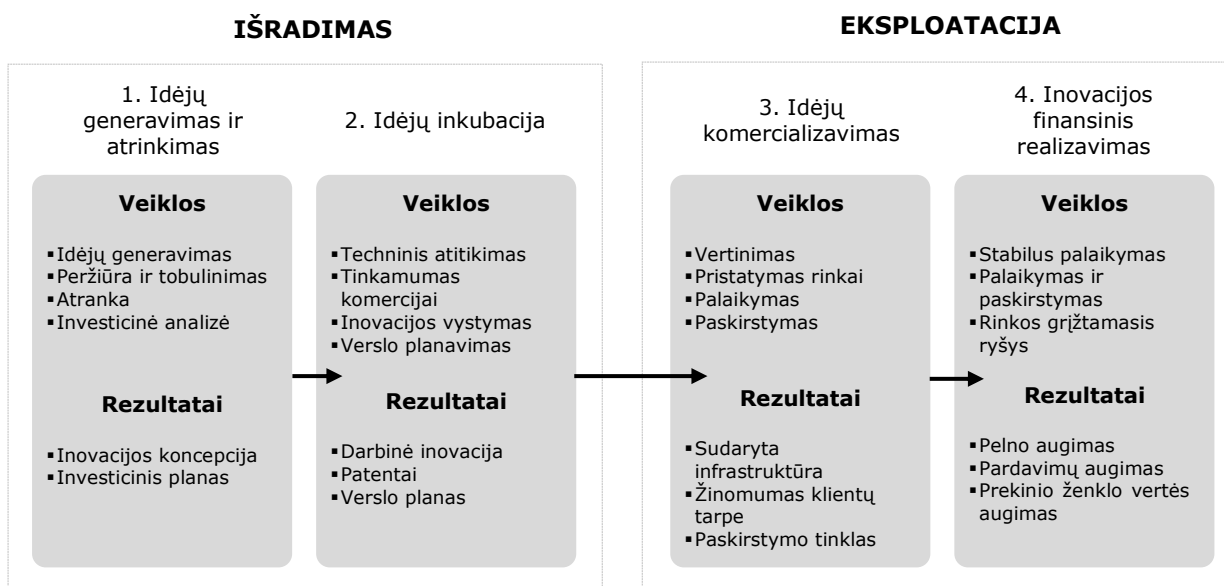 IŠRADIMAS
1. Idėjų
generavimas ir
atrinkimas
Veiklos
▪Idėjų generavimas
▪Peržiūra ir tobulinimas
▪Atranka
▪Investicinė analizė
Rezultatai
▪Inovacijos koncepcija
▪Investicinis planas
2. Idėjų inkubacija
Veiklos
▪Techninis atitikimas
▪Tinkamumas
komercijai
▪Inovacijos vystymas
▪Verslo planavimas
Rezultatai
▪Darbinė inovacija
▪Patentai
▪Verslo planas
EKSPLOATACIJA
3. Idėjų
komercializavimas
Veiklos
▪Vertinimas
▪Pristatymas rinkai
▪Palaikymas
▪Paskirstymas
Rezultatai
▪Sudaryta
infrastruktūra
▪Žinomumas klientų
tarpe
▪Paskirstymo tinklas
4. Inovacijos
finansinis
realizavimas
Veiklos
▪Stabilus palaikymas
▪Palaikymas ir
paskirstymas
▪Rinkos grįžtamasis
ryšys
Rezultatai
▪Pelno augimas
▪Pardavimų augimas
▪Prekinio ženklo vertės
augimas